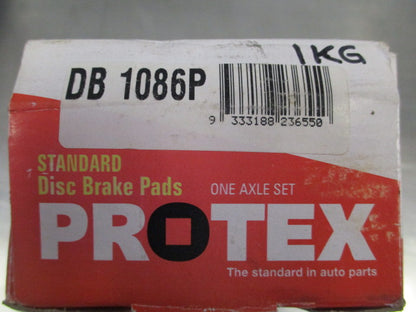 1KG
DB 1086P
9 333188 236550
STANDARD
Disc Brake Pads ONE AXLE SET
PROTEX
The standard in auto parts